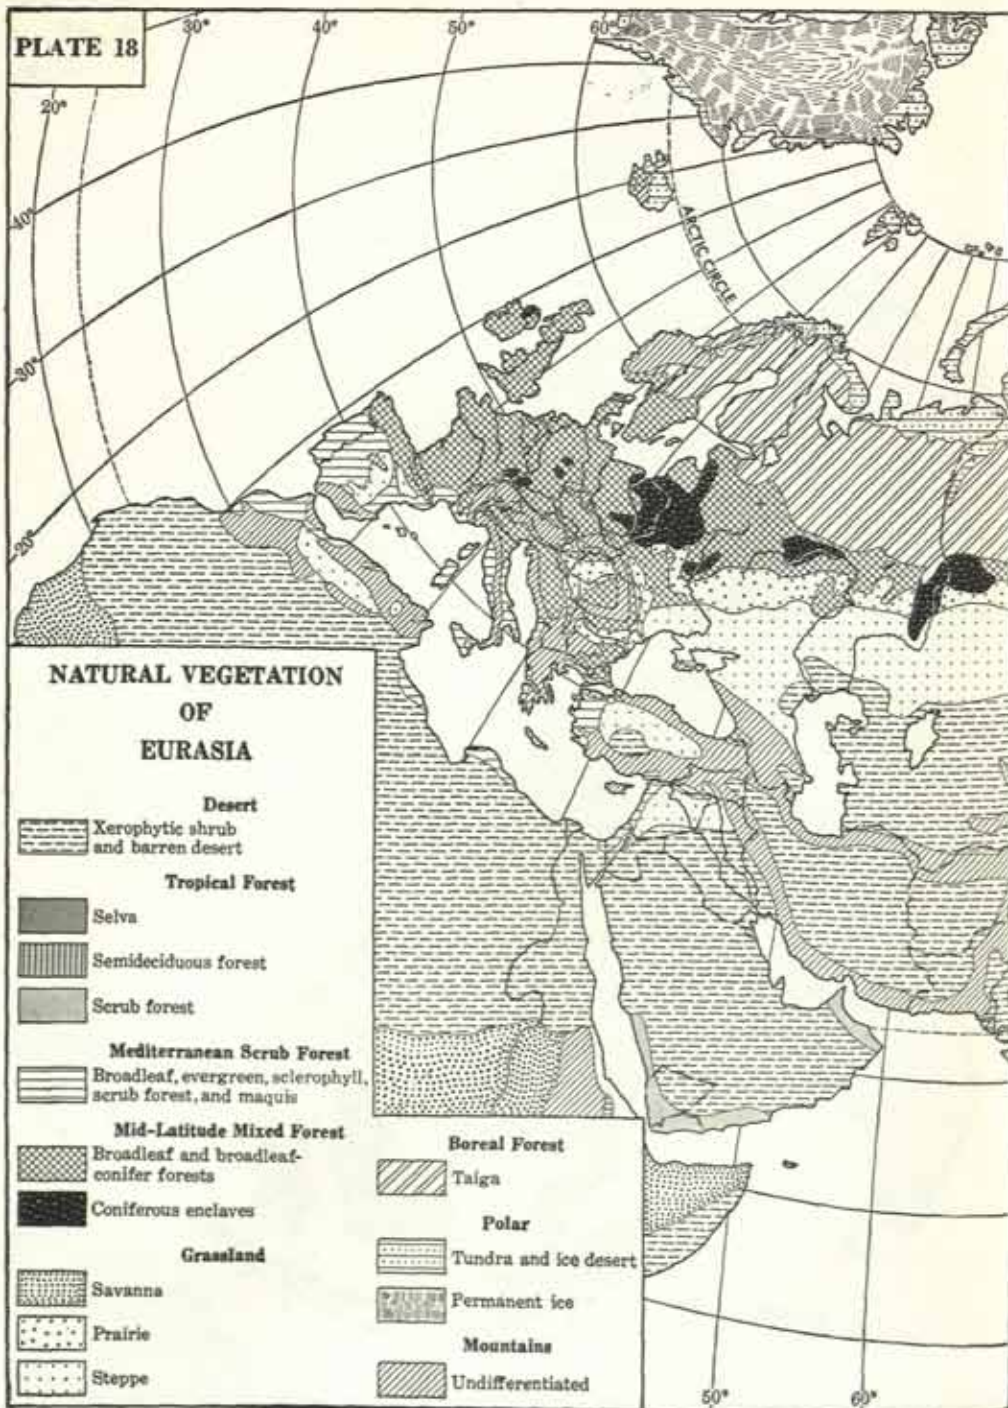 PLATE 18
30°
40°
50°
60°
20°
40°
30°
20°
ARCTIC CIRCLE
NATURAL VEGETATION
OF
EURASIA
Desert
Xerophytic shrub
and barren desert
Tropical Forest
Selva
Semideciduous forest
Scrub forest
Mediterranean Scrub Forest
Broadleaf, evergreen, sclerophyll,
scrub forest, and maquis
Mid-Latitude Mixed Forest
Broadleaf and broadleaf-
conifer forests
Coniferous enclaves
Grassland
Savanna
Prairie
Steppe
Boreal Forest
Taiga
Polar
Tundra and ice desert
Permanent ice
Mountains
Undifferentiated
50°
60°